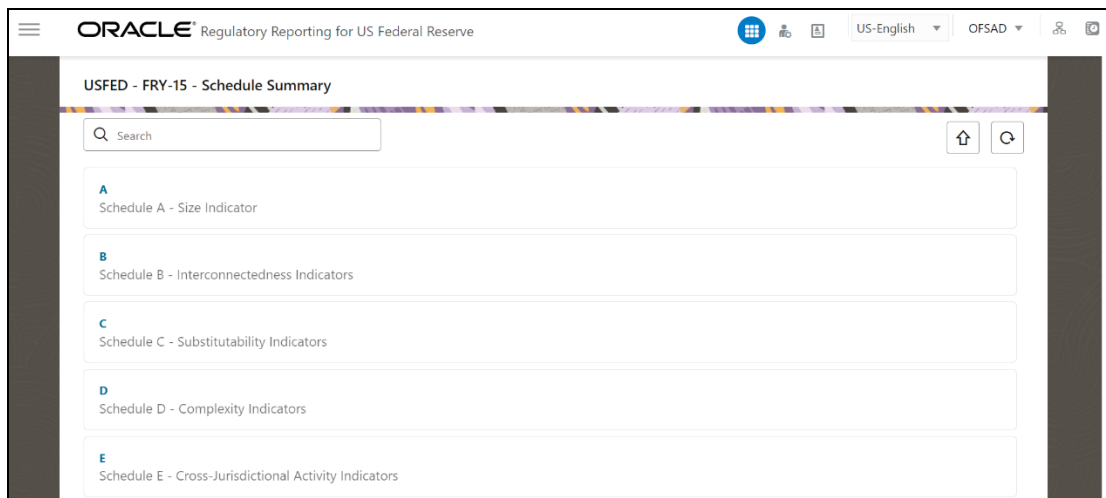 ORACLE® Regulatory Reporting for US Federal Reserve US-English OFSAD
USFED - FRY-15 - Schedule Summary
Search
A
Schedule A - Size Indicator
B
Schedule B - Interconnectedness Indicators
C
Schedule C - Substitutability Indicators
D
Schedule D - Complexity Indicators
E
Schedule E - Cross-Jurisdictional Activity Indicators